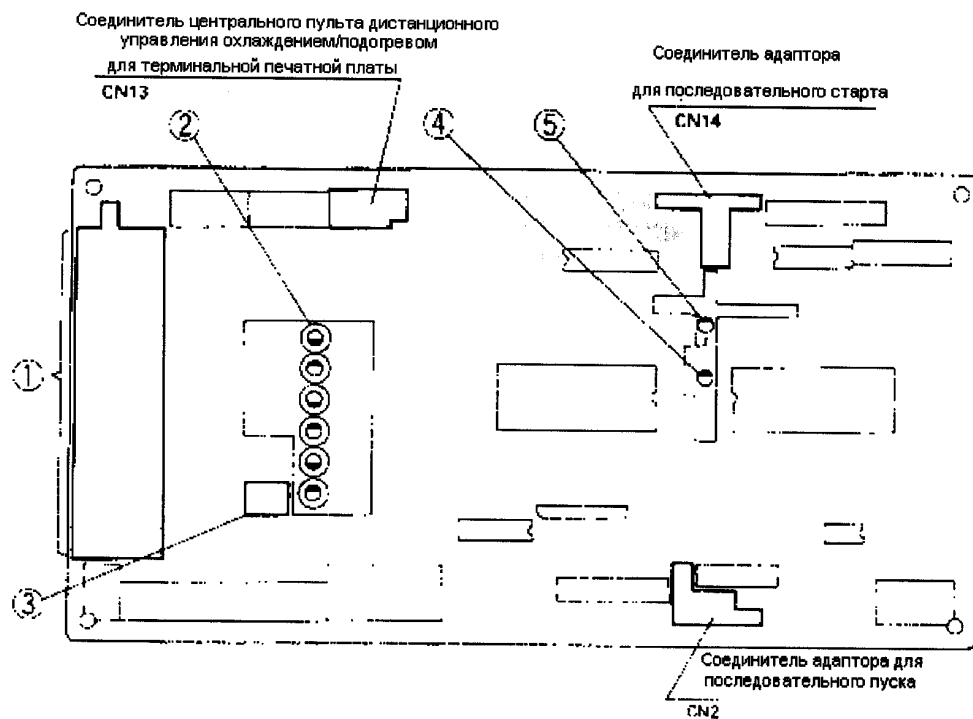 Соединитель центрального пульта дистанционного
управления охлаждением/подогревом
для терминальной печатной платы
CN13
Соединитель адаптора
для последовательного старта
CN14
②
④
⑤
①
③
Соединитель адаптора для
последовательного пуска
CN2